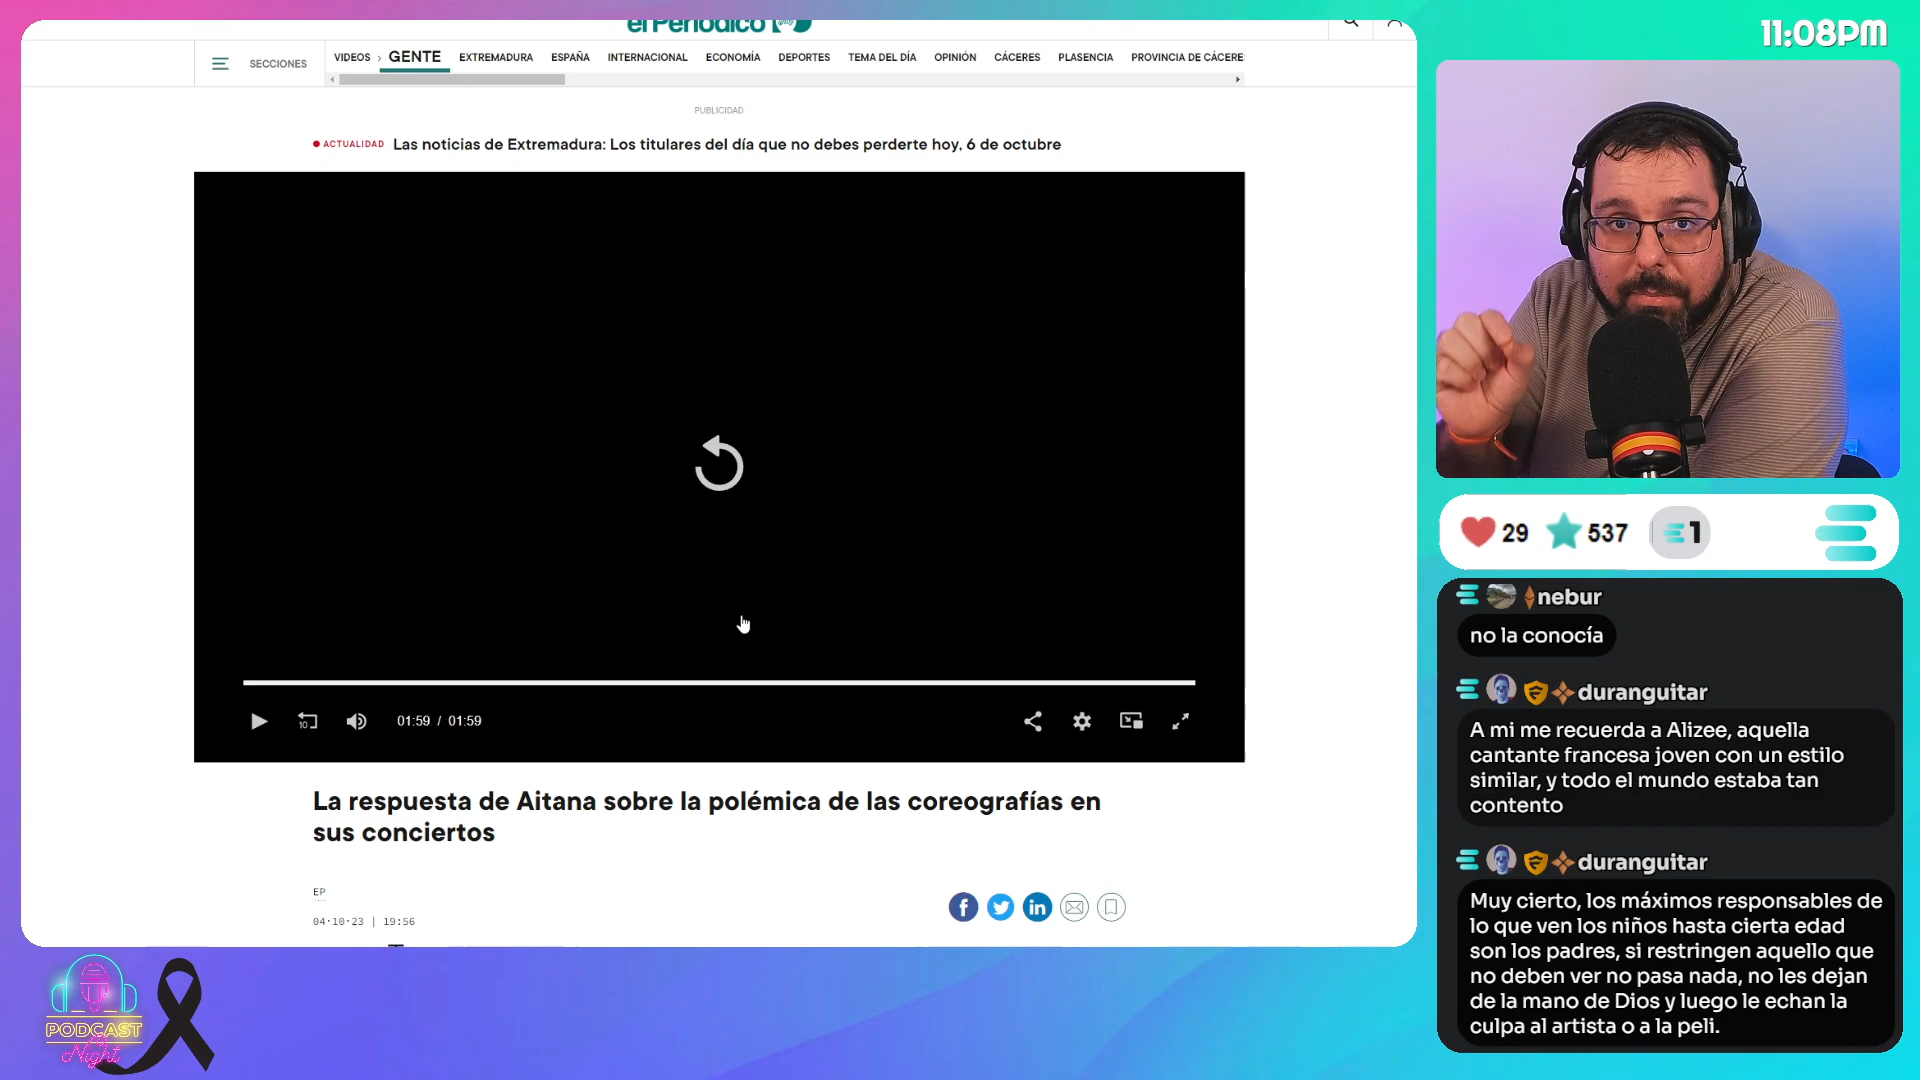 11:08PM
el Periódico
SECCIONES
VIDEOS > GENTE EXTREMADURA ESPAÑA INTERNACIONAL ECONOMÍA DEPORTES TEMA DEL DÍA OPINIÓN CÁCERES PLASENCIA PROVINCIA DE CÁCERE
PUBLICIDAD
ACTUALIDAD Las noticias de Extremadura: Los titulares del día que no debes perderte hoy, 6 de octubre
10
01:59 / 01:59
La respuesta de Aitana sobre la polémica de las coreografías en
sus conciertos
EP
04·10·23 | 19:56
29 537 1
nebur
no la conocía
duranguitar
A mi me recuerda a Alizee, aquella
cantante francesa joven con un estilo
similar, y todo el mundo estaba tan
contento
duranguitar
Muy cierto, los máximos responsables de
lo que ven los niños hasta cierta edad
son los padres, si restringen aquello que
no deben ver no pasa nada, no les dejan
de la mano de Dios y luego le echan la
culpa al artista o a la peli.
PODCAST
Night